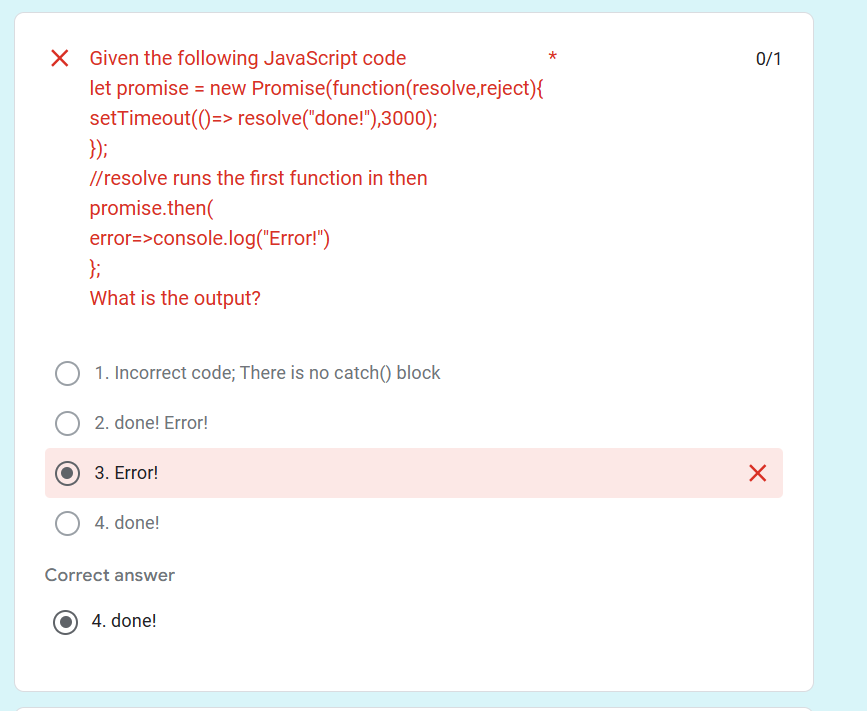 Given the following JavaScript code * 0/1
let promise = new Promise(function(resolve,reject){
setTimeout(()=> resolve("done!"),3000);
});
//resolve runs the first function in then
promise.then(
error=>console.log("Error!")
};
What is the output?
1. Incorrect code; There is no catch() block
2. done! Error!
3. Error!
4. done!
Correct answer
4. done!